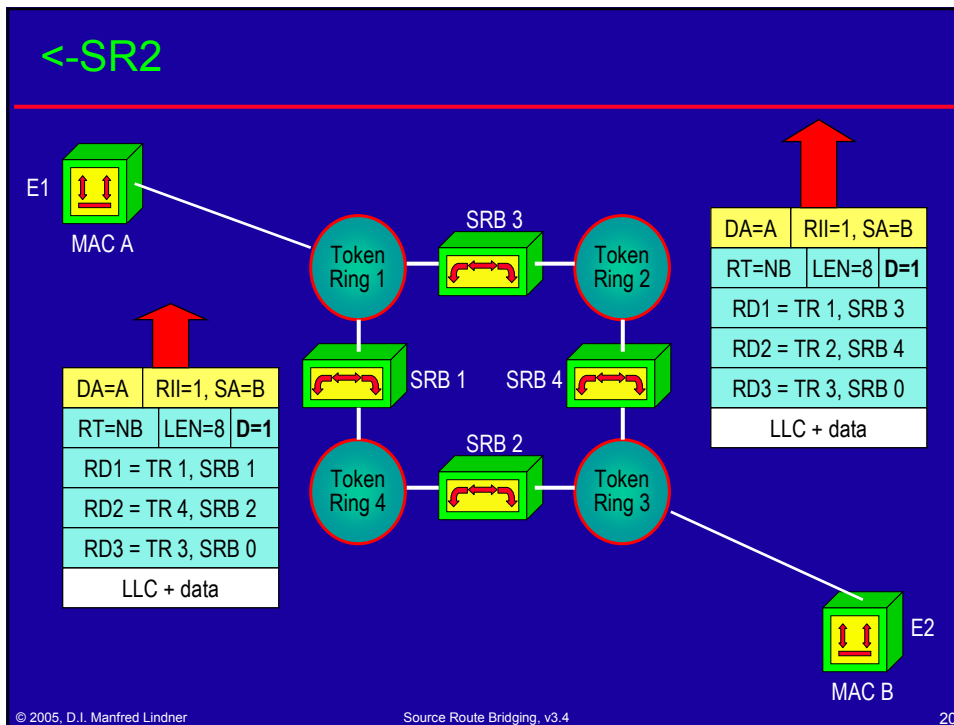 <-SR2
E1
MAC A
Token
Ring 1
SRB 3
Token
Ring 2
DA=A RII=1, SA=B
RT=NB LEN=8 D=1
RD1 = TR 1, SRB 3
RD2 = TR 2, SRB 4
RD3 = TR 3, SRB 0
LLC + data
SRB 1
SRB 4
DA=A RII=1, SA=B
RT=NB LEN=8 D=1
RD1 = TR 1, SRB 1
RD2 = TR 4, SRB 2
RD3 = TR 3, SRB 0
LLC + data
Token
Ring 4
SRB 2
Token
Ring 3
E2
MAC B
© 2005, D.I. Manfred Lindner
Source Route Bridging, v3.4
20